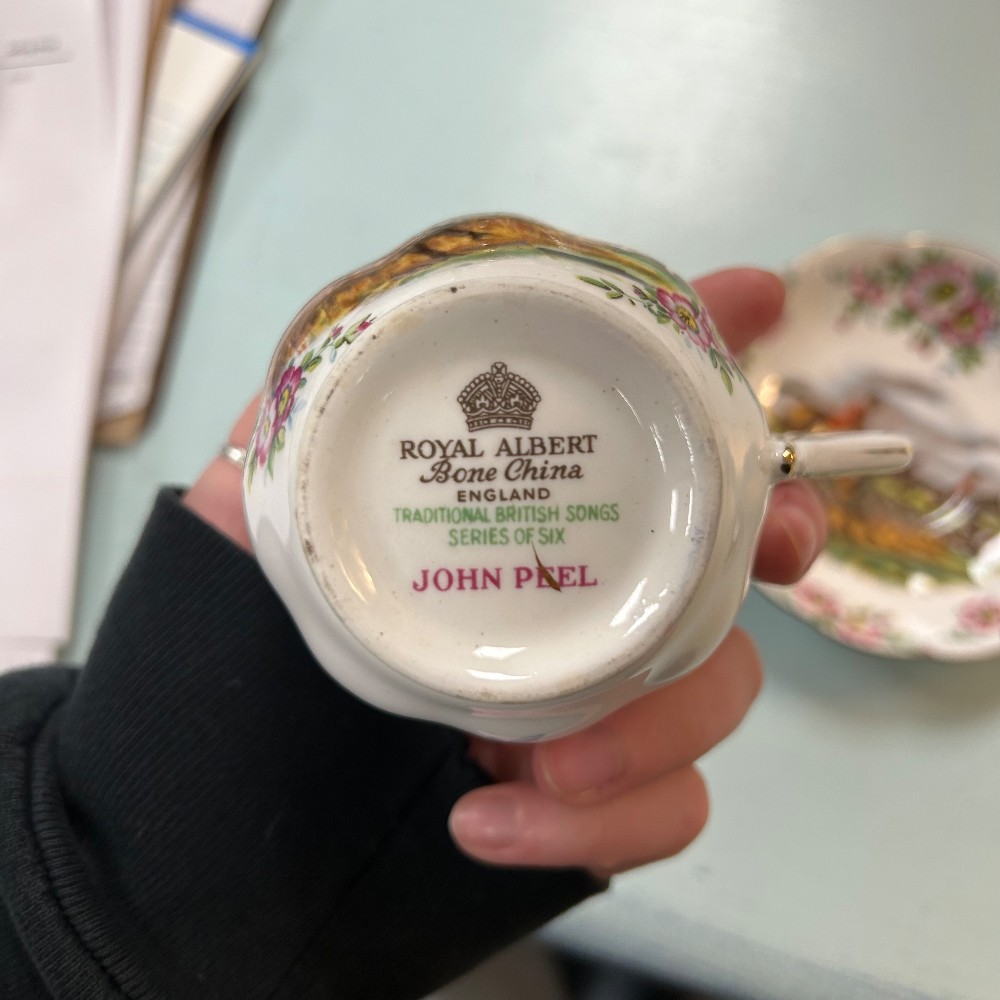 ROYAL ALBERT
Bone China
ENGLAND
TRADITIONAL BRITISH SONGS
SERIES OF SIX
JOHN PEEL